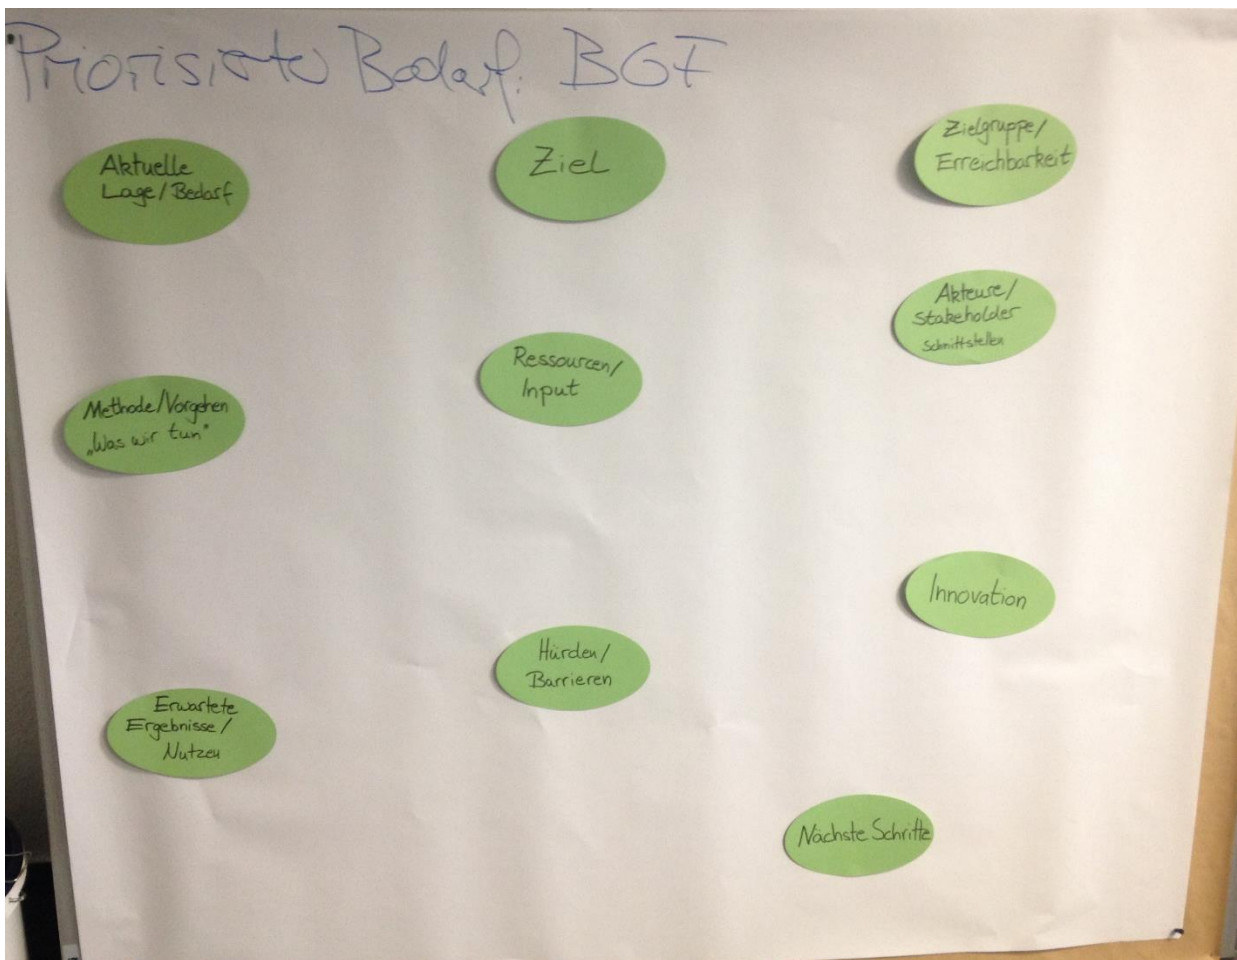 Priorisierter Bedarf: BGF
Aktuelle
Lage/Bedarf
Ziel
Zielgruppe/
Erreichbarkeit
Akteure/
Stakeholder
Schnittstellen
Methode/Vorgehen
„Was wir tun"
Ressourcen/
Input
Innovation
Hürden/
Barrieren
Erwartete
Ergebnisse/
Nutzen
Nächste Schritte